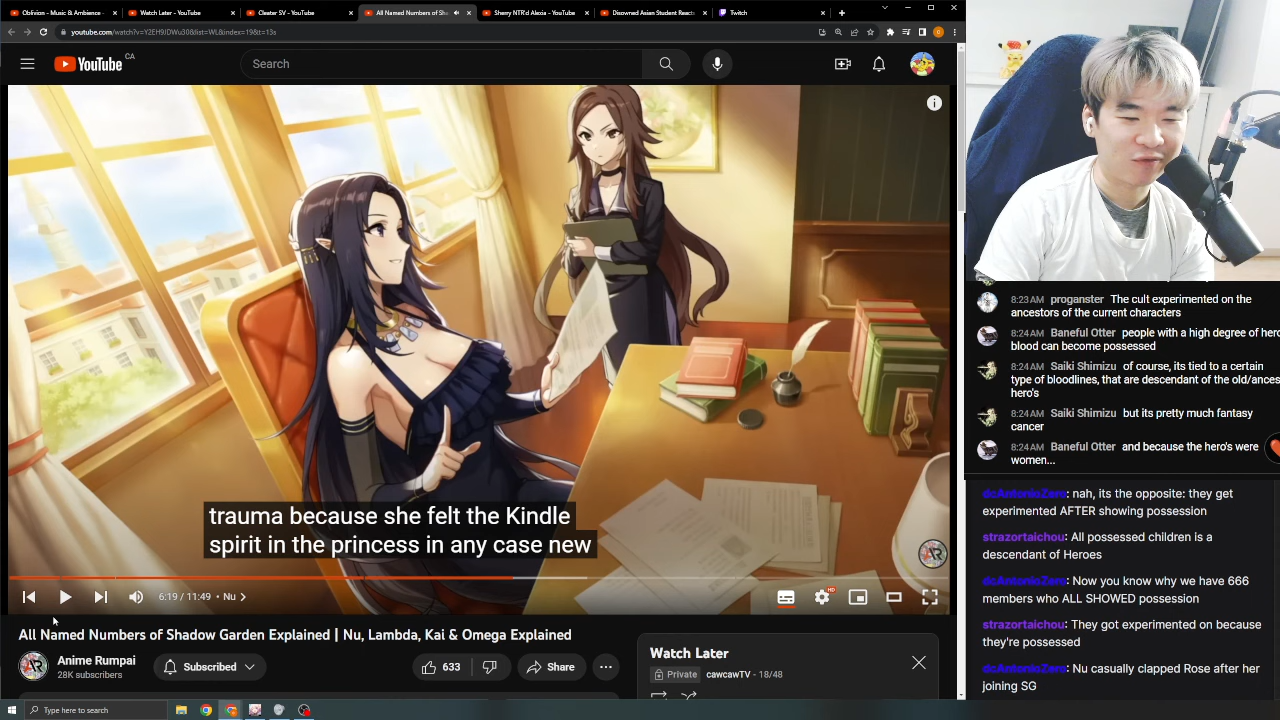 Oblivion - Music & Ambience -
Watch Later - YouTube
Cleater SV - YouTube
All Named Numbers of Sha
Sherry NTR'd Alexia - YouTube
Disowned Asian Student Reacts
Twitch
youtube.com/watch?v=Y2EH9IDWu30&list=WL&index=19&t=13s
YouTube CA
Search
trauma because she felt the Kindle
spirit in the princess in any case new
6:19 / 11:49 • Nu
HD
All Named Numbers of Shadow Garden Explained | Nu, Lambda, Kai & Omega Explained
AR
Anime Rumpai
28K subscribers
Subscribed
633
Share
Watch Later
Private
cawcawTV - 18/48
8:23 AM proganster The cult experimented on the
ancestors of the current characters
8:24 AM Baneful Otter people with a high degree of hero
blood can become possessed
8:24 AM Saiki Shimizu of course, its tied to a certain
type of bloodlines, that are descendant of the old/ances
hero's
8:24 AM Saiki Shimizu but its pretty much fantasy
cancer
8:24 AM Baneful Otter and because the hero's were
women...
dcAntonioZero: nah, its the opposite: they get
experimented AFTER showing possession
strazortaichou: All possessed children is a
descendant of Heroes
dcAntonioZero: Now you know why we have 666
members who ALL SHOWED possession
strazortaichou: They got experimented on because
they're possessed
dcAntonioZero: Nu casually clapped Rose after her
joining SG
Type here to search